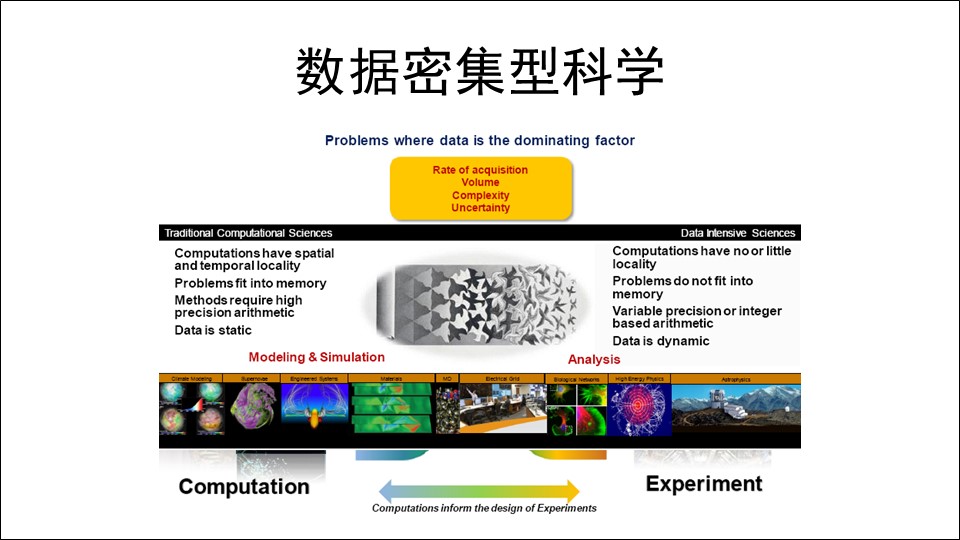 数据密集型科学
Problems where data is the dominating factor
Rate of acquisition
Volume
Complexity
Uncertainty
Traditional Computational Sciences
Data Intensive Sciences
Computations have spatial
and temporal locality
Problems fit into memory
Methods require high
precision arithmetic
Data is static
Computations have no or little
locality
Problems do not fit into
memory
Variable precision or integer
based arithmetic
Data is dynamic
Modeling & Simulation
Analysis
Climate Modeling
Supernovae
Engineered Systems
Materials
MD
Electrical Grid
Biological Networks
High Energy Physics
Astrophysics
Computation
Experiment
Computations inform the design of Experiments